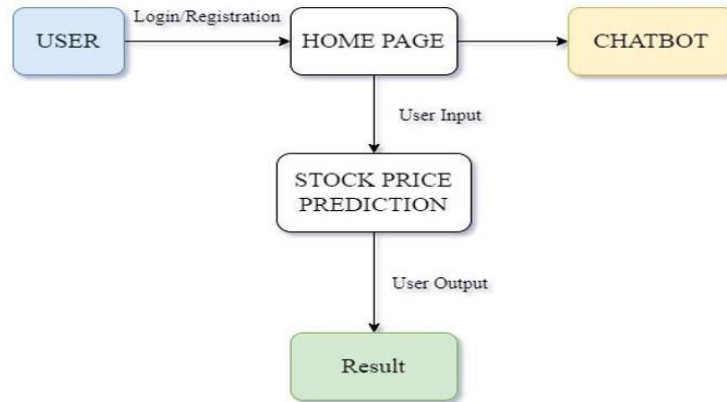 Login/Registration
USER
HOME PAGE
CHATBOT
User Input
STOCK PRICE
PREDICTION
User Output
Result